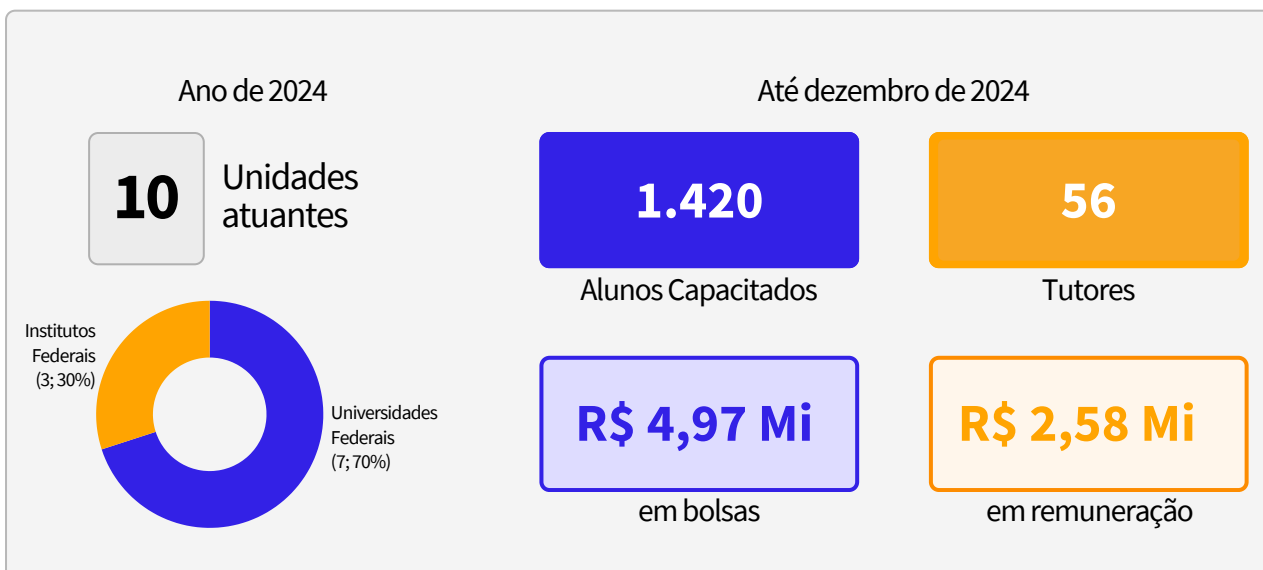 Ano de 2024
10
Unidades
atuantes
Institutos
Federais
(3; 30%)
Universidades
Federais
(7; 70%)
Até dezembro de 2024
1.420
Alunos Capacitados
56
Tutores
R$ 4,97 Mi
em bolsas
R$ 2,58 Mi
em remuneração